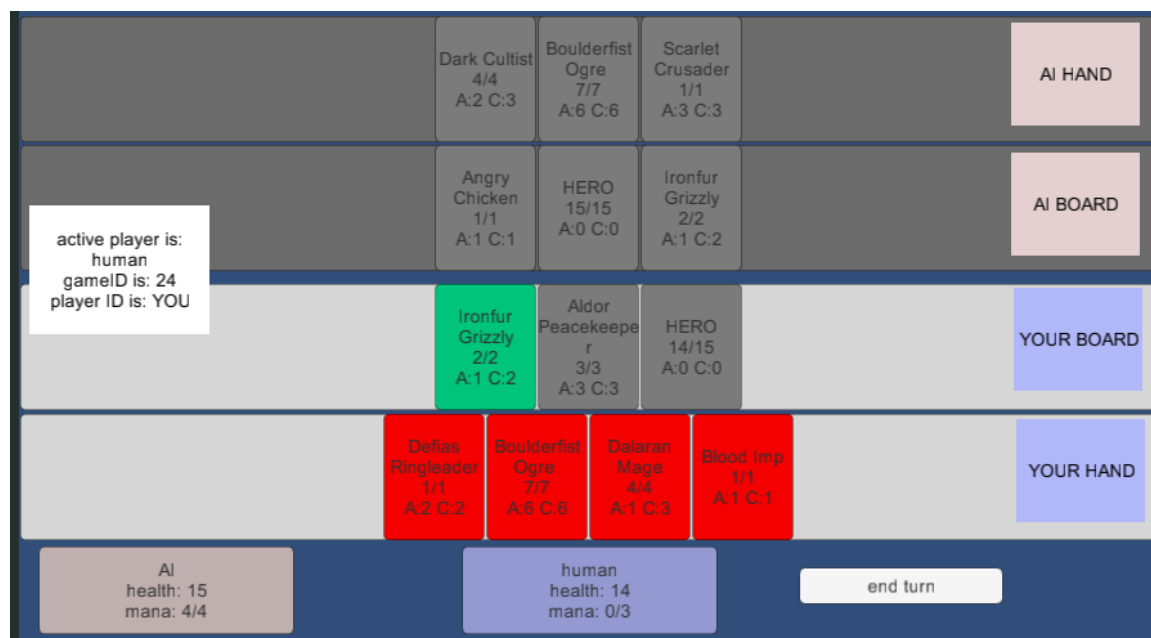 Dark Cultist
4/4
A:2 C:3
Boulderfist
Ogre
7/7
A:6 C:6
Scarlet
Crusader
1/1
A:3 C:3
AI HAND
Angry
Chicken
1/1
A:1 C:1
HERO
15/15
A:0 C:0
Ironfur
Grizzly
2/2
A:1 C:2
AI BOARD
active player is:
human
gameID is: 24
player ID is: YOU
Ironfur
Grizzly
2/2
A:1 C:2
Aldor
Peacekeepe
r
3/3
A:3 C:3
HERO
14/15
A:0 C:0
YOUR BOARD
Defias
Ringleader
1/1
A:2 C:2
Boulderfist
Ogre
7/7
A:6 C:6
Dalaran
Mage
4/4
A:1 C:3
Blood Imp
1/1
A:1 C:1
YOUR HAND
AI
health: 15
mana: 4/4
human
health: 14
mana: 0/3
end turn